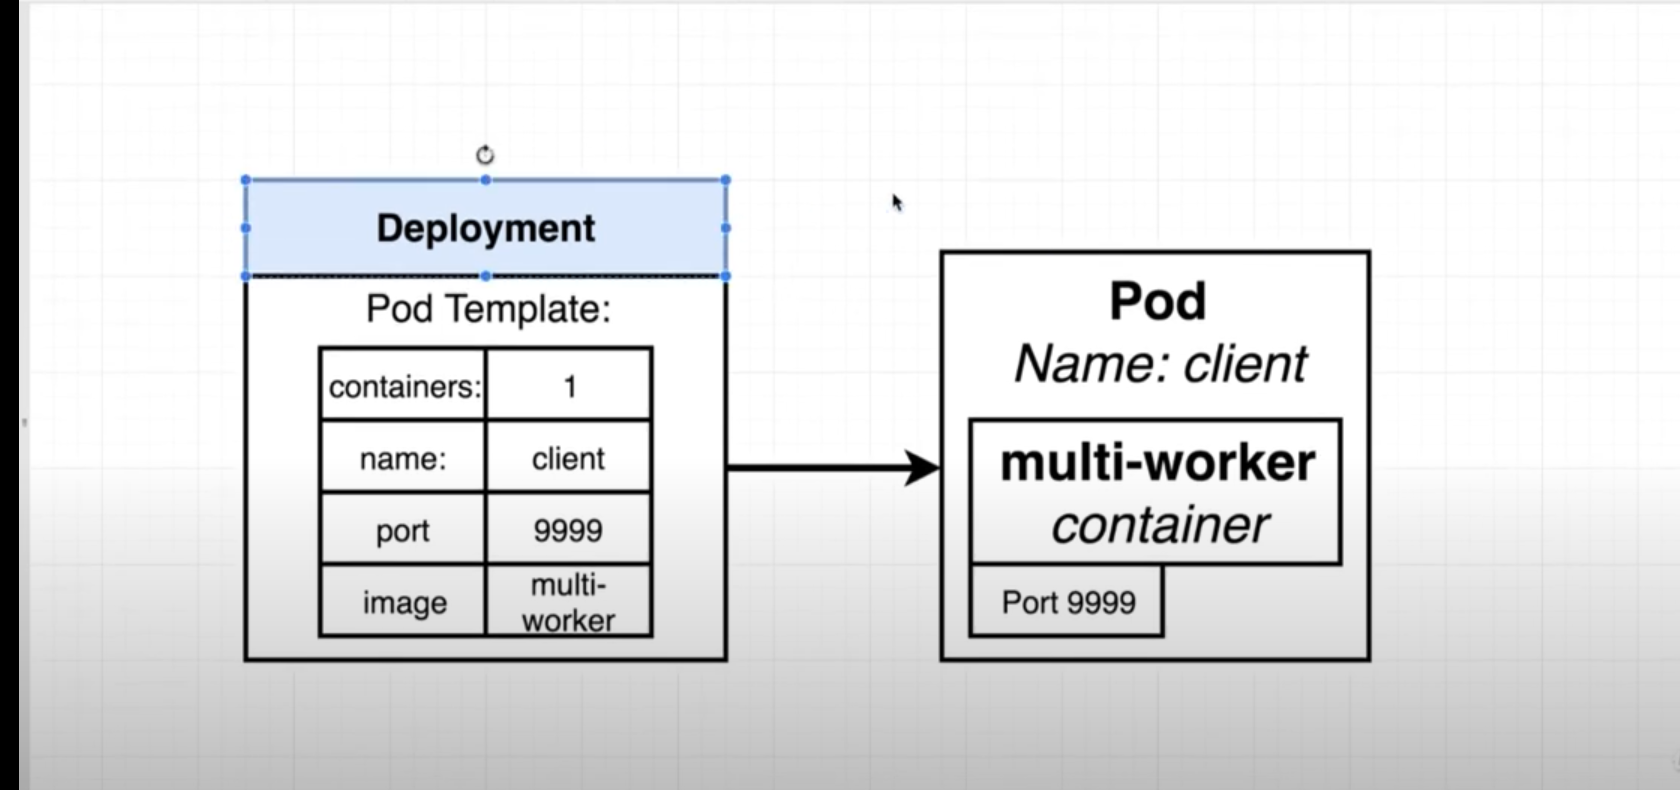 Deployment
Pod Template:
containers: 1
name: client
port 9999
image multi-
worker
Pod
Name: client
multi-worker
container
Port 9999